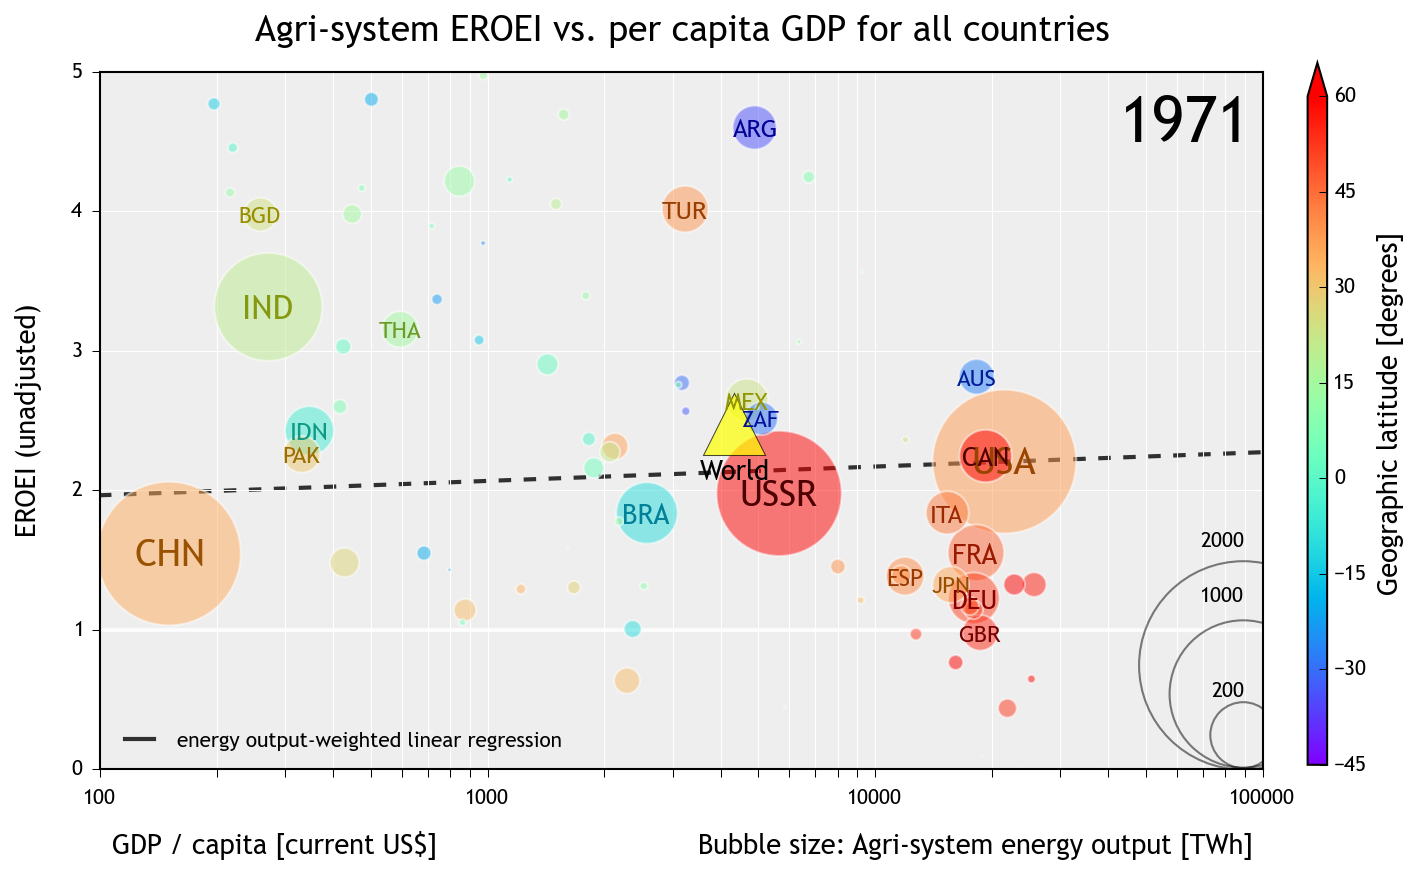 Agri-system EROEI vs. per capita GDP for all countries
1971
5
4
3
2
1
0
EROEI (unadjusted)
ARG
TUR
BGD
IND
THA
AUS
MEX
ZAF
IDN
PAK
World
CAN
USA
USSR
BRA
ITA
CHN
FRA
ESP
JPN
DEU
GBR
2000
1000
200
energy output-weighted linear regression
100
1000
10000
100000
GDP / capita [current US$]
Bubble size: Agri-system energy output [TWh]
60
45
30
15
0
−15
−30
−45
Geographic latitude [degrees]